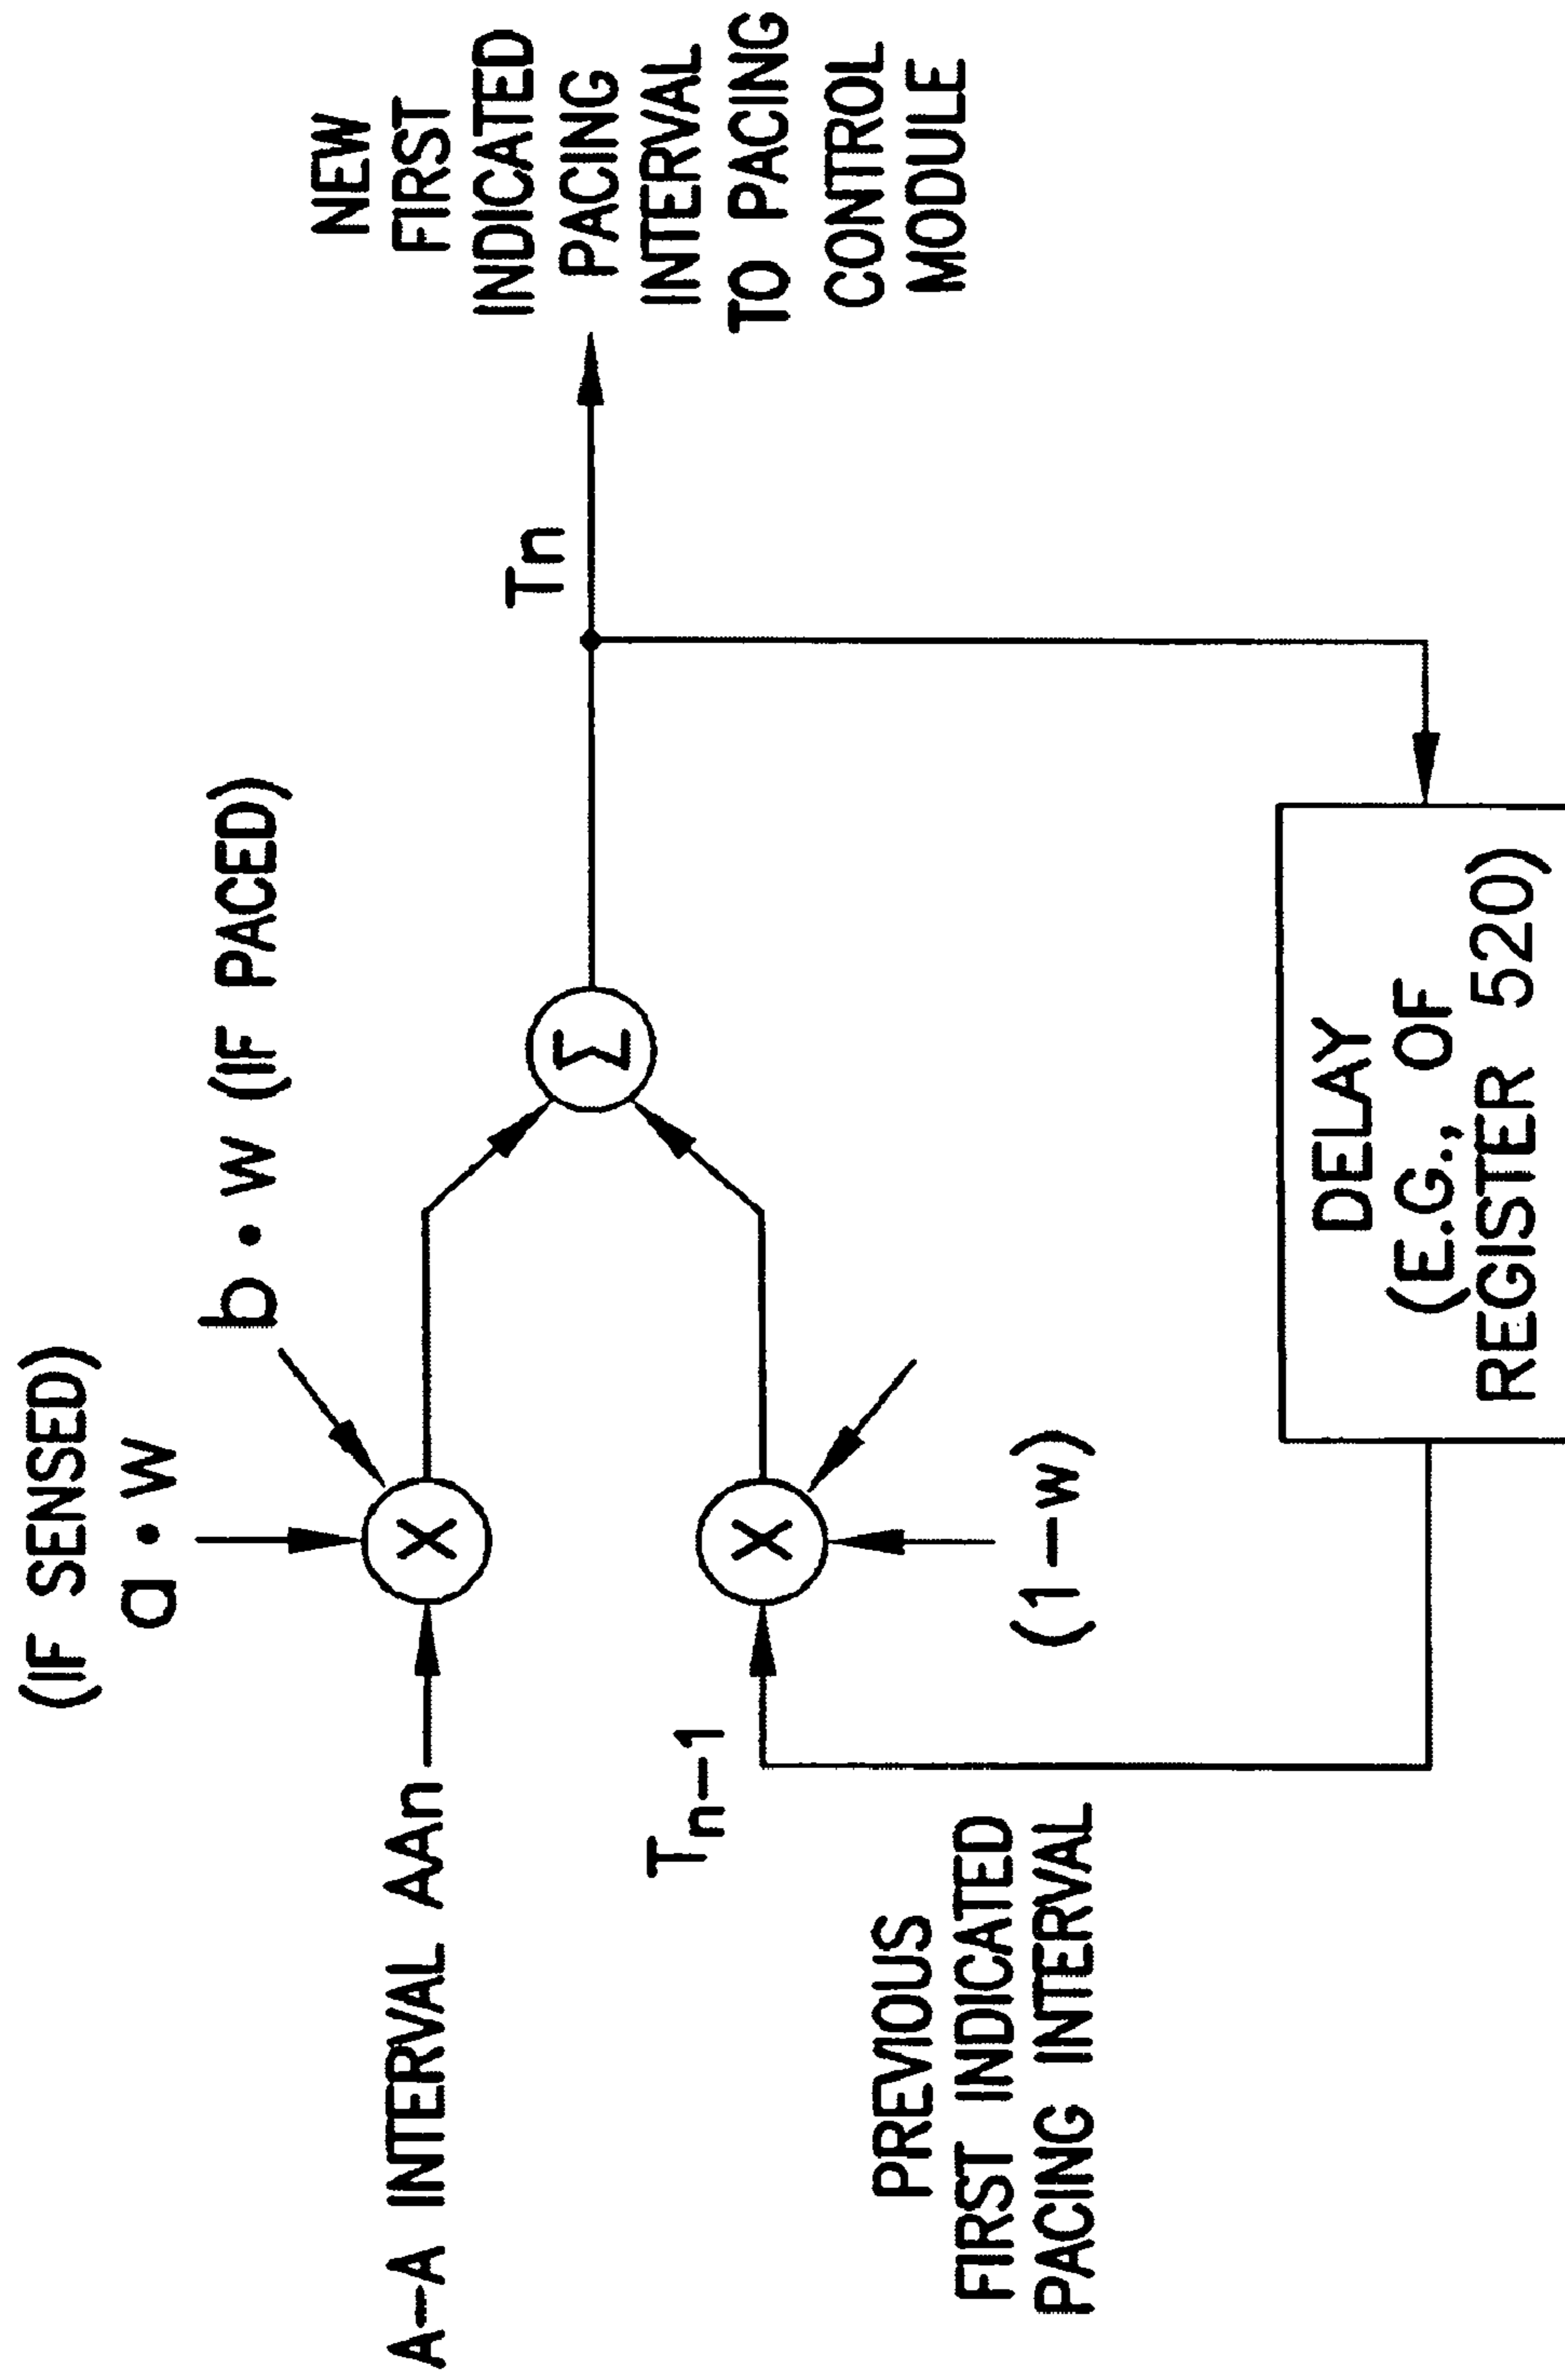 (IF SENSED)
a • w
b • w (IF PACED)
A-A INTERVAL AAn
X
Σ
Tn
NEW
FIRST
INDICATED
PACING
INTERVAL
TO PACING
CONTROL
MODULE
Tn-1
X
(1-w)
PREVIOUS
FIRST INDICATED
PACING INTERVAL
DELAY
(E.G., OF
REGISTER 520)